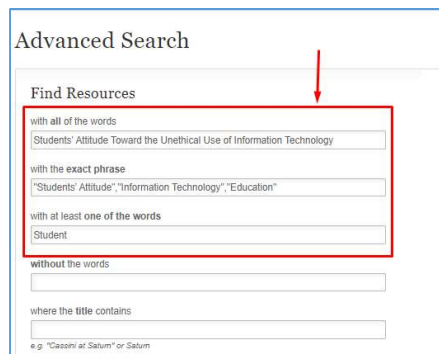 Advanced Search
Find Resources
with all of the words
Students' Attitude Toward the Unethical Use of Information Technology
with the exact phrase
"Students' Attitude","Information Technology","Education"
with at least one of the words
Student
without the words
where the title contains
e.g. "Cassini at Saturn" or Saturn